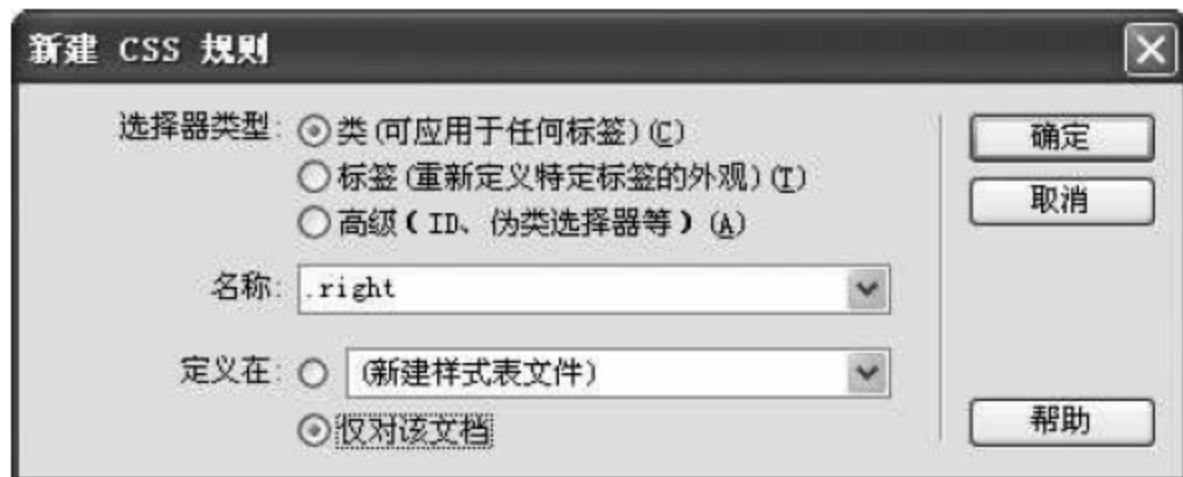 新建 CSS 规则
选择器类型: 类(可应用于任何标签)(C)
标签(重新定义特定标签的外观)(T)
高级(ID、伪类选择器等)(A)
名称: .right
定义在: (新建样式表文件)
仅对该文档
确定
取消
帮助